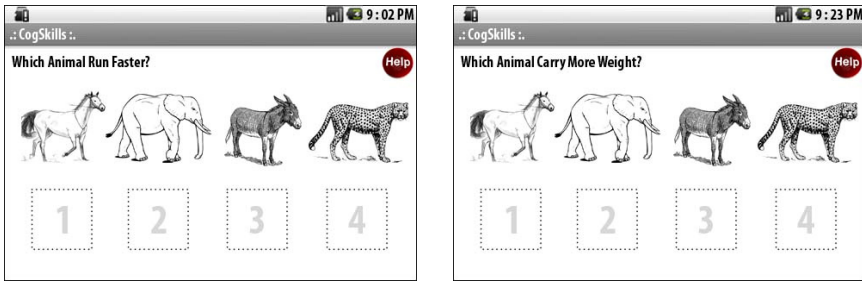 9 : 02 PM
.: CogSkills :.
Which Animal Run Faster?
Help
1 2 3 4
9 : 23 PM
.: CogSkills :.
Which Animal Carry More Weight?
Help
1 2 3 4